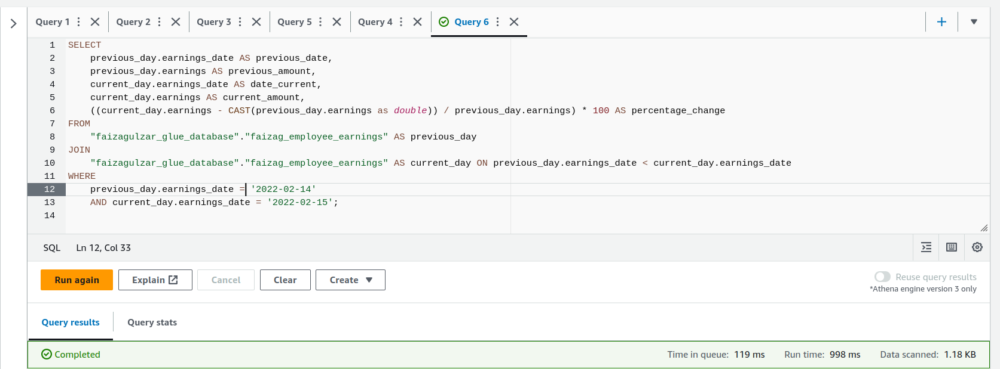 Query 1 Query 2 Query 3 Query 5 Query 4 Query 6
1 SELECT
2 previous_day.earnings_date AS previous_date,
3 previous_day.earnings AS previous_amount,
4 current_day.earnings_date AS date_current,
5 current_day.earnings AS current_amount,
6 ((current_day.earnings - CAST(previous_day.earnings as double)) / previous_day.earnings) * 100 AS percentage_change
7 FROM
8 "faizagulzar_glue_database"."faizag_employee_earnings" AS previous_day
9 JOIN
10 "faizagulzar_glue_database"."faizag_employee_earnings" AS current_day ON previous_day.earnings_date < current_day.earnings_date
11 WHERE
12 previous_day.earnings_date = '2022-02-14'
13 AND current_day.earnings_date = '2022-02-15';
14
SQL Ln 12, Col 33
Run again Explain Cancel Clear Create Reuse query results
*Athena engine version 3 only
Query results Query stats
Completed Time in queue: 119 ms Run time: 998 ms Data scanned: 1.18 KB